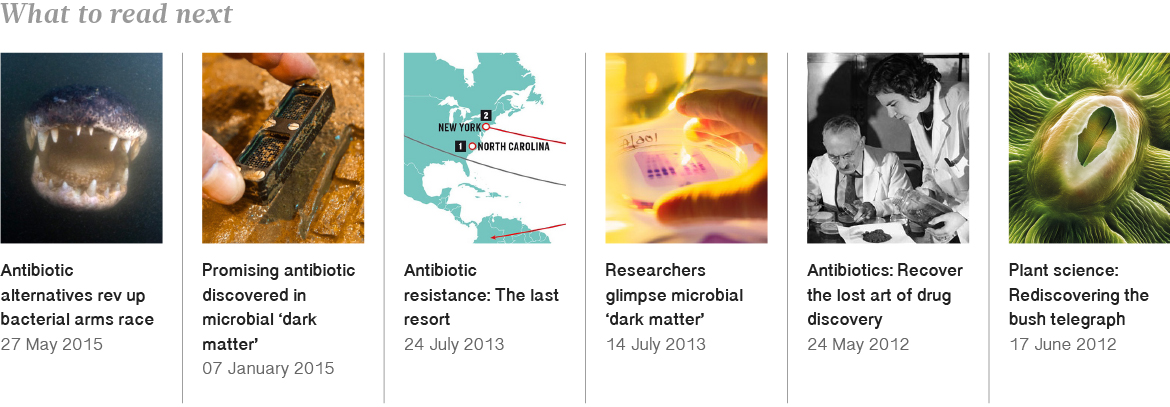 What to read next
2
NEW YORK
1
NORTH CAROLINA
Antibiotic
alternatives rev up
bacterial arms race
27 May 2015
Promising antibiotic
discovered in
microbial ‘dark
matter’
07 January 2015
Antibiotic
resistance: The last
resort
24 July 2013
Researchers
glimpse microbial
‘dark matter’
14 July 2013
Antibiotics: Recover
the lost art of drug
discovery
24 May 2012
Plant science:
Rediscovering the
bush telegraph
17 June 2012